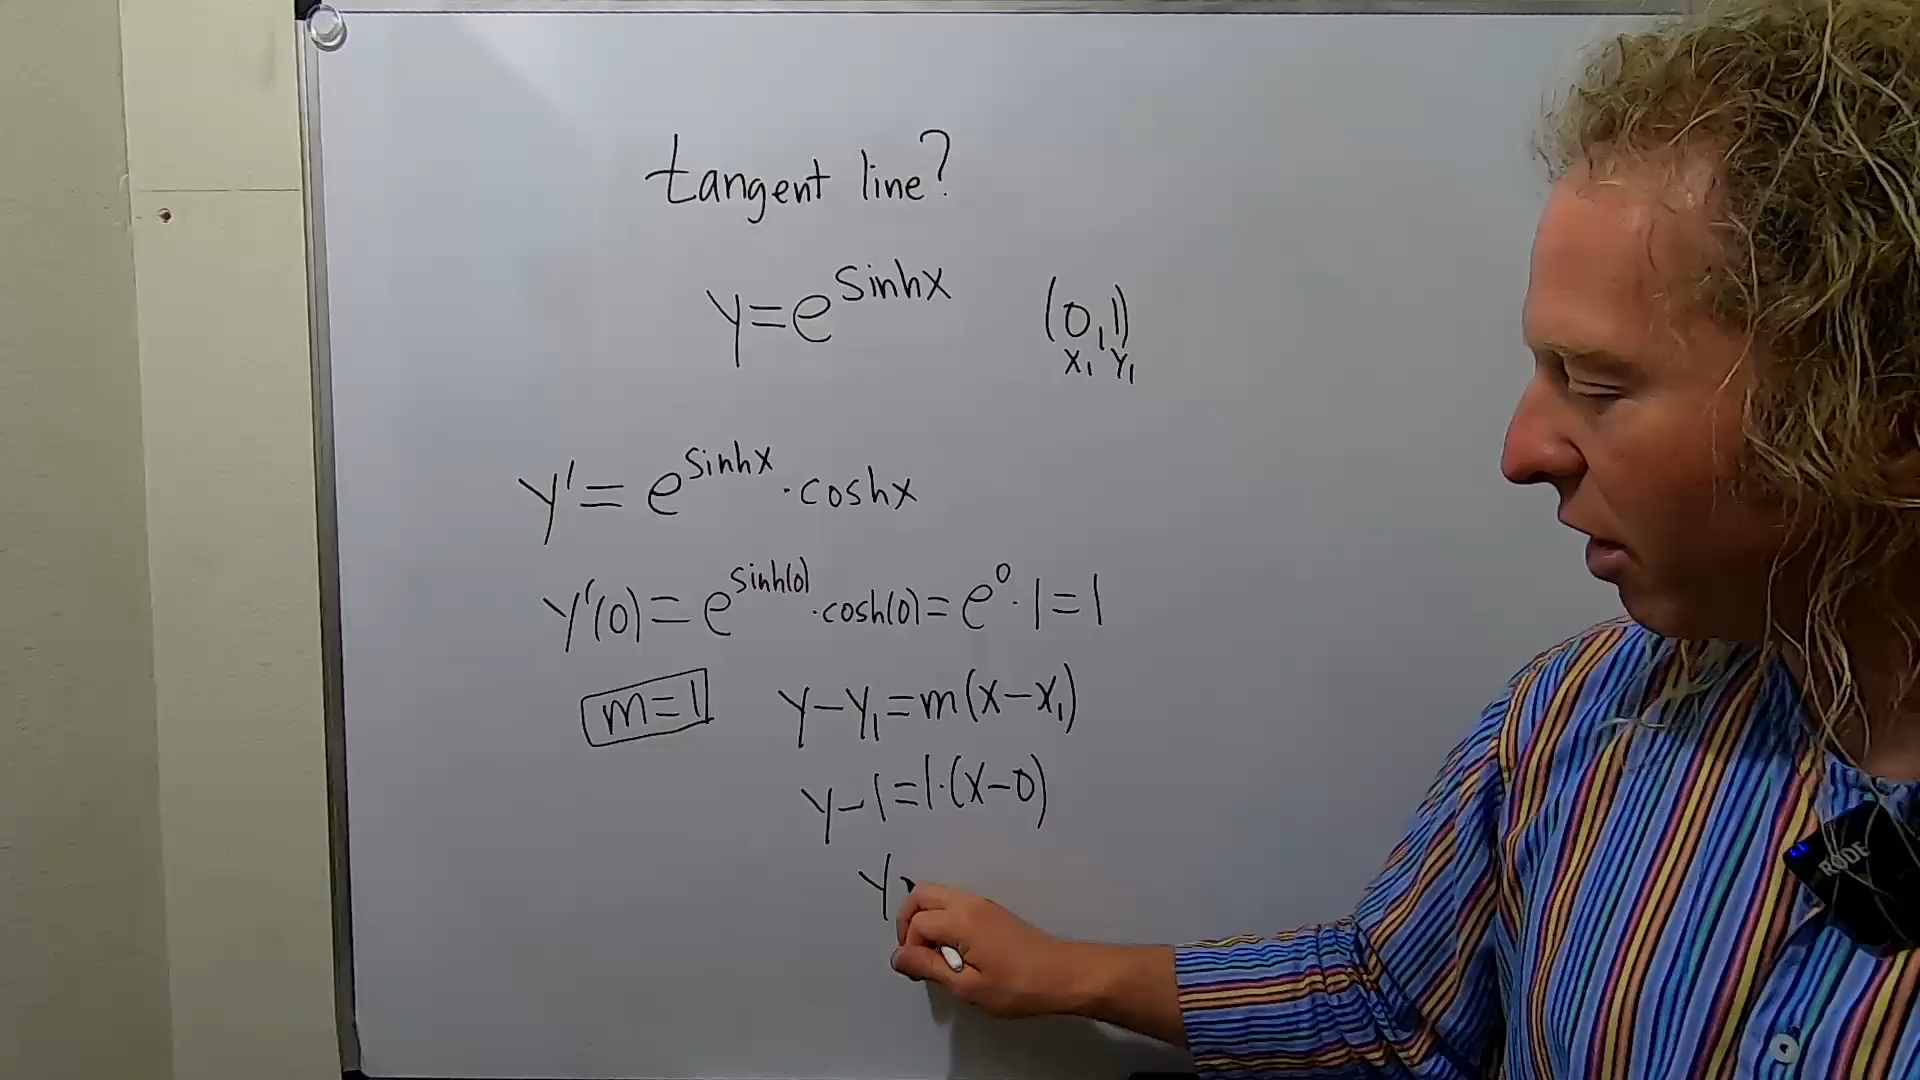 tangent line?
y=e^sinhx (0,1)
x₁ y₁
y'=e^sinhx · coshx
y'(0)=e^sinh(0) · cosh(0)=e^0 · 1=1
m=1 y-y₁=m(x-x₁)
y-1=1·(x-0)
y
RODE